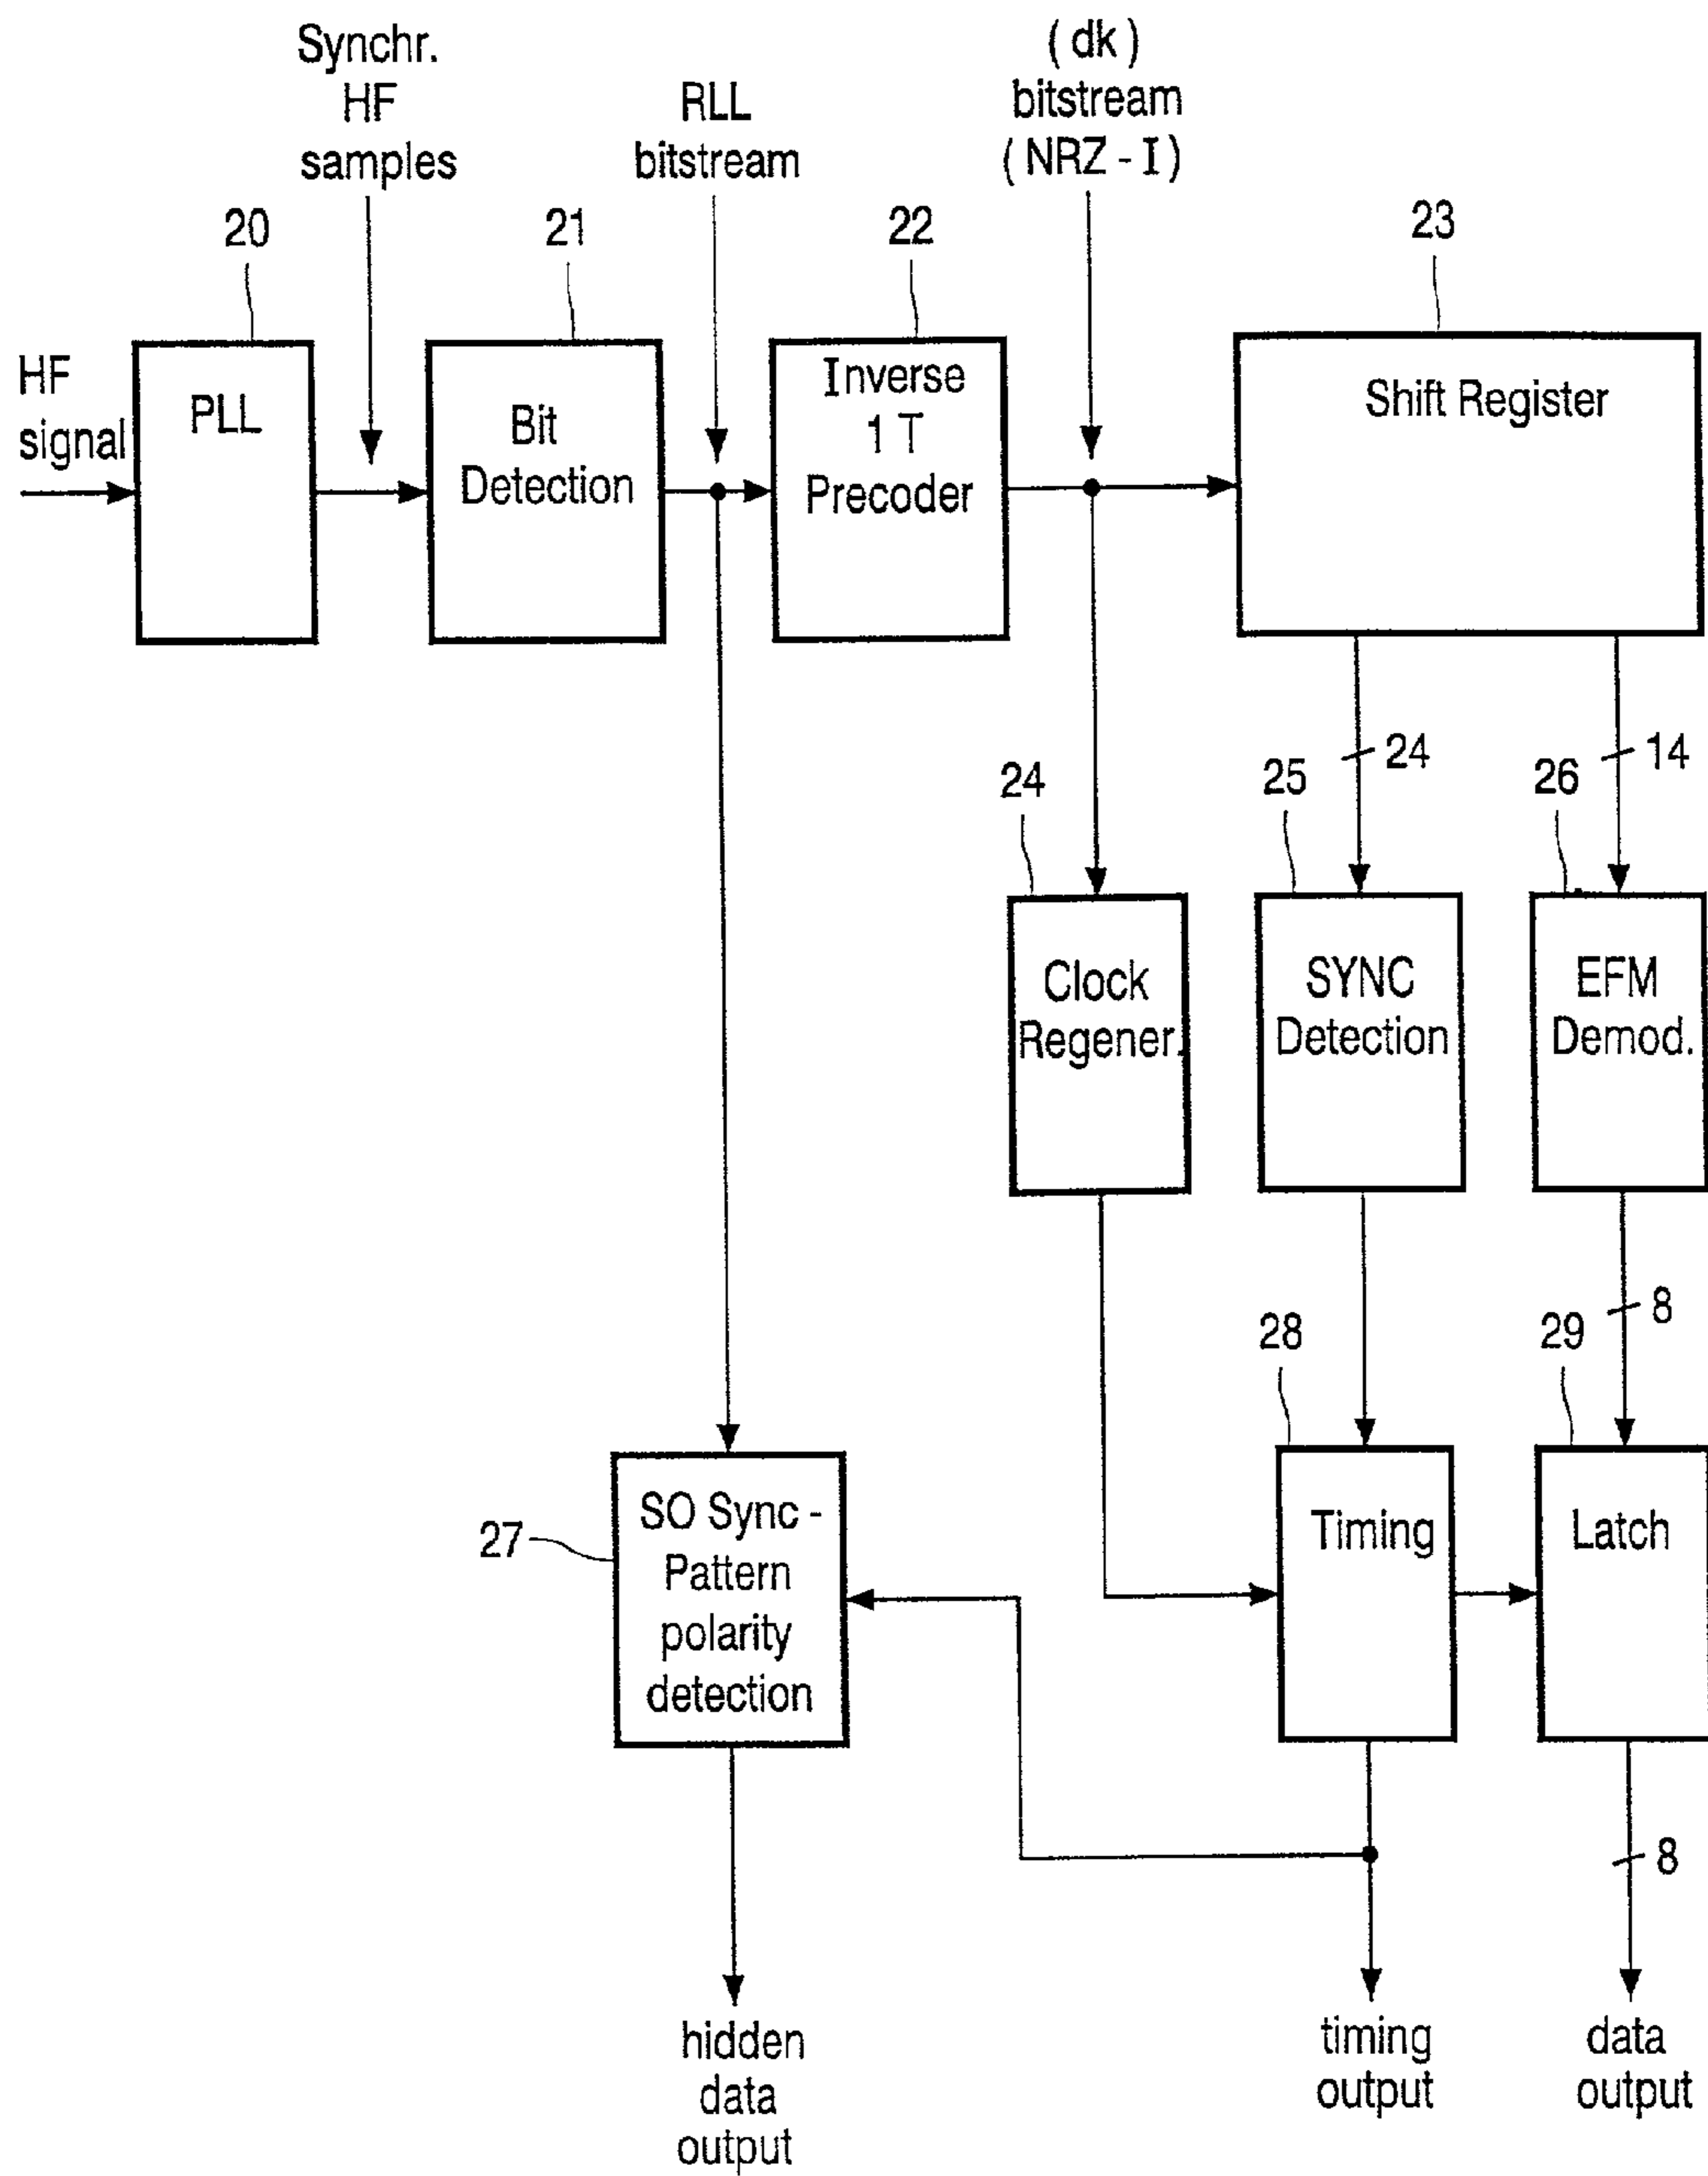 Synchr.
HF
samples
RLL
bitstream
( dk )
bitstream
( NRZ - I )
20
21
22
23
HF
signal
PLL
Bit
Detection
Inverse
1 T
Precoder
Shift Register
24
14
24
25
26
Clock
Regener.
SYNC
Detection
EFM
Demod.
8
28
29
27
SO Sync -
Pattern
polarity
detection
Timing
Latch
8
hidden
data
output
timing
output
data
output